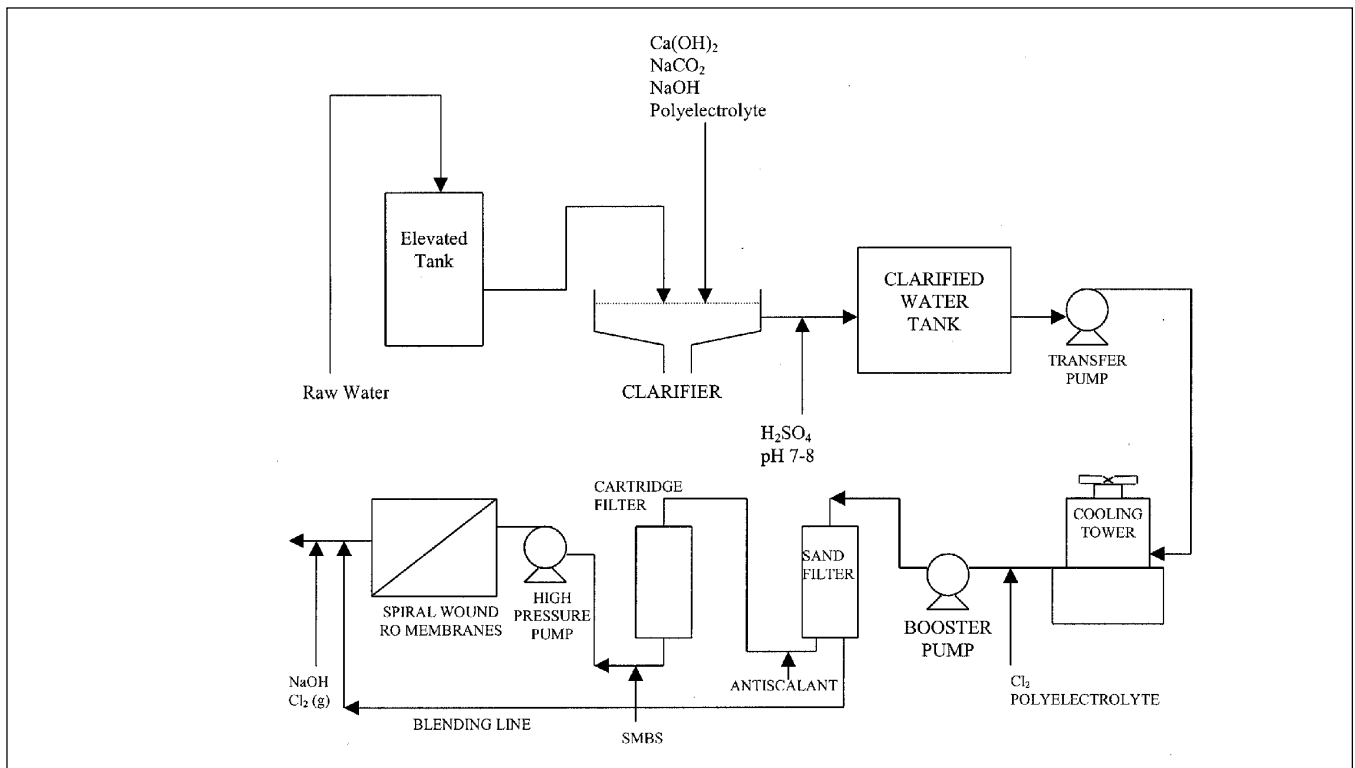 Ca(OH)₂
NaCO₂
NaOH
Polyelectrolyte
Elevated
Tank
Raw Water
CLARIFIER
H₂SO₄
pH 7-8
CLARIFIED
WATER
TANK
TRANSFER
PUMP
COOLING
TOWER
Cl₂
POLYELECTROLYTE
BOOSTER
PUMP
SAND
FILTER
ANTISCALANT
CARTRIDGE
FILTER
SMBS
HIGH
PRESSURE
PUMP
SPIRAL WOUND
RO MEMBRANES
NaOH
Cl₂ (g)
BLENDING LINE